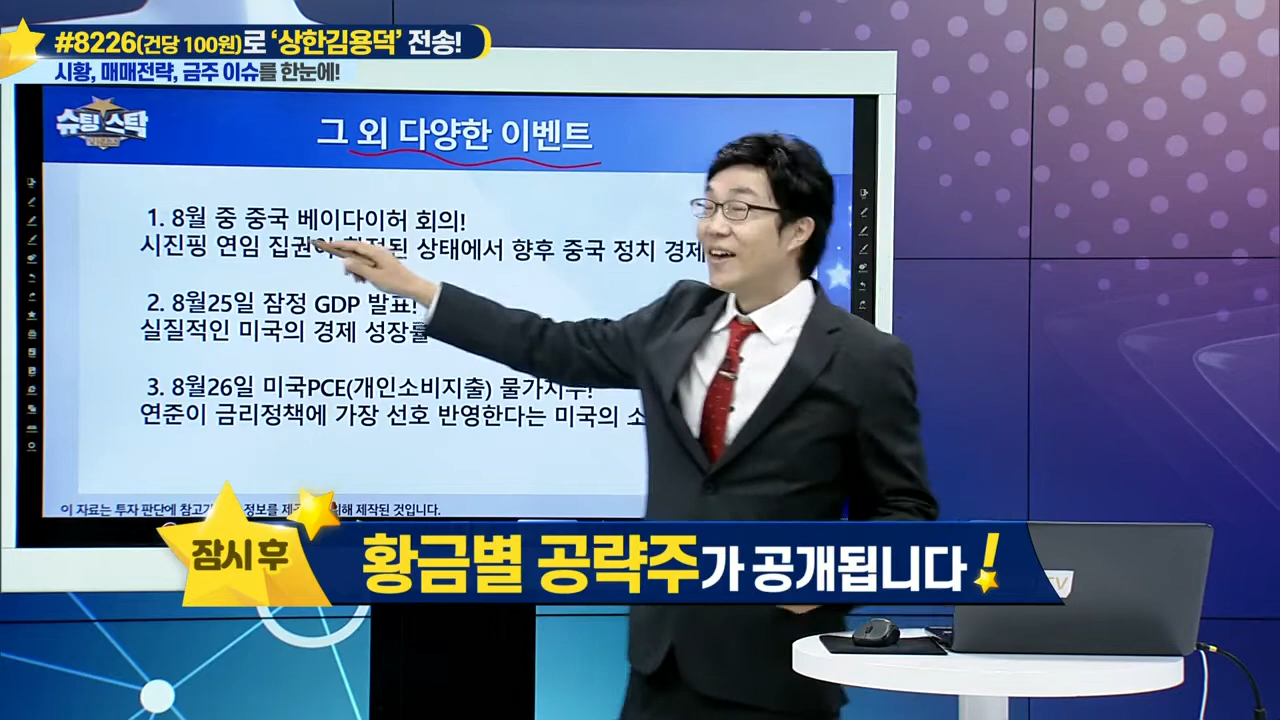 #8226(건당 100원)로 ‘상한김용덕’ 전송!
시황, 매매전략, 금주 이슈를 한눈에!
슈팅 스탁
그 외 다양한 이벤트
1. 8월 중 중국 베이다이허 회의!
시진핑 연임 집권이 된 상태에서 향후 중국 정치 경제
2. 8월25일 잠정 GDP 발표!
실질적인 미국의 경제 성장률
3. 8월26일 미국PCE(개인소비지출) 물가지수!
연준이 금리정책에 가장 선호 반영한다는 미국의 소
이 자료는 투자 판단에 참고 정보를 제 위해 제작된 것입니다.
잠시 후
황금별 공략주가 공개됩니다!